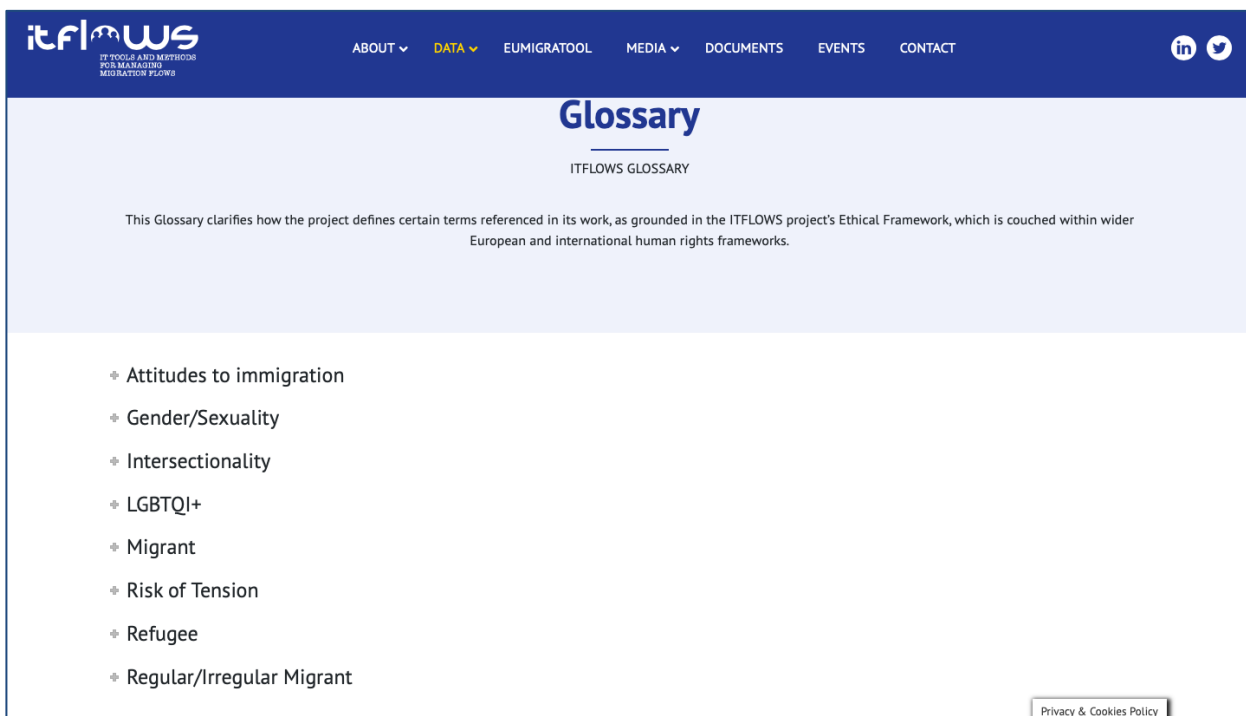 itflows
IT TOOLS AND METHODS
FOR MANAGING
MIGRATION FLOWS
ABOUT DATA EUMIGRATOOL MEDIA DOCUMENTS EVENTS CONTACT
in
Glossary
ITFLOWS GLOSSARY
This Glossary clarifies how the project defines certain terms referenced in its work, as grounded in the ITFLOWS project's Ethical Framework, which is couched within wider
European and international human rights frameworks.
Attitudes to immigration
Gender/Sexuality
Intersectionality
LGBTQI+
Migrant
Risk of Tension
Refugee
Regular/Irregular Migrant
Privacy & Cookies Policy